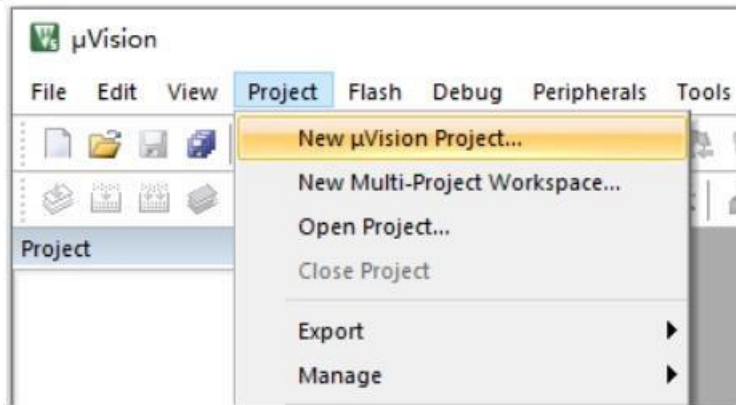 µVision
File Edit View Project Flash Debug Peripherals Tools
New µVision Project...
New Multi-Project Workspace...
Open Project...
Project
Close Project
Export
Manage